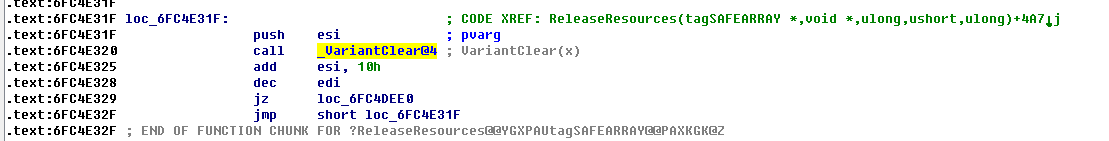 .text:6FC4E31F
.text:6FC4E31F loc_6FC4E31F: ; CODE XREF: ReleaseResources(tagSAFEARRAY *,void *,ulong,ushort,ulong)+4A7↓j
.text:6FC4E31F push esi ; pvarg
.text:6FC4E320 call _VariantClear@4 ; VariantClear(x)
.text:6FC4E325 add esi, 10h
.text:6FC4E328 dec edi
.text:6FC4E329 jz loc_6FC4DEE0
.text:6FC4E32F jmp short loc_6FC4E31F
.text:6FC4E32F ; END OF FUNCTION CHUNK FOR ?ReleaseResources@@YGXPAUtagSAFEARRAY@@PAXKGK@Z